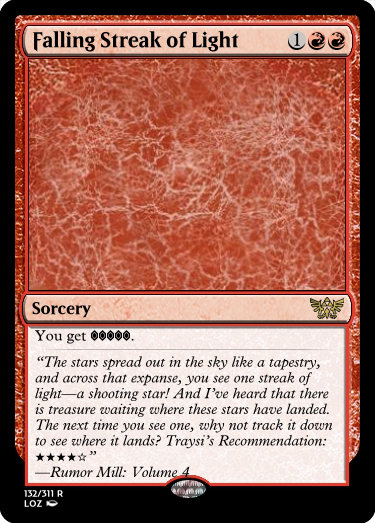 Falling Streak of Light 1
Sorcery
You get.
“The stars spread out in the sky like a tapestry,
and across that expanse, you see one streak of
light—a shooting star! And I've heard that there
is treasure waiting where these stars have landed.
The next time you see one, why not track it down
to see where it lands? Traysi's Recommendation:
★★★★☆”
—Rumor Mill: Volume 4
132/311 R
LOZ